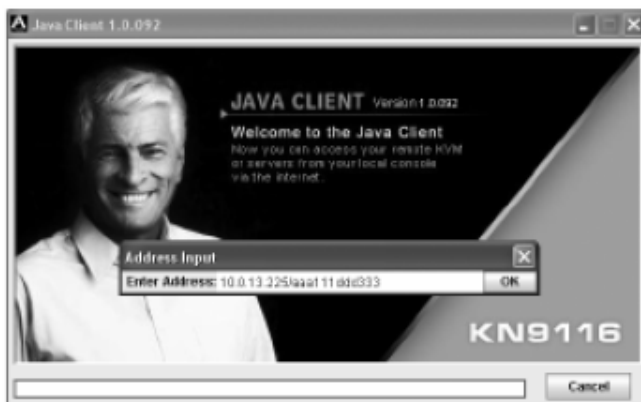 Java Client 1.0.092
JAVA CLIENT Version 1.0.092
Welcome to the Java Client
Now you can access your remote KVM
or servers from your local console
via the internet.
Address Input
Enter Address: 10.0.13.225/aaa111ddd333
OK
KN9116
Cancel